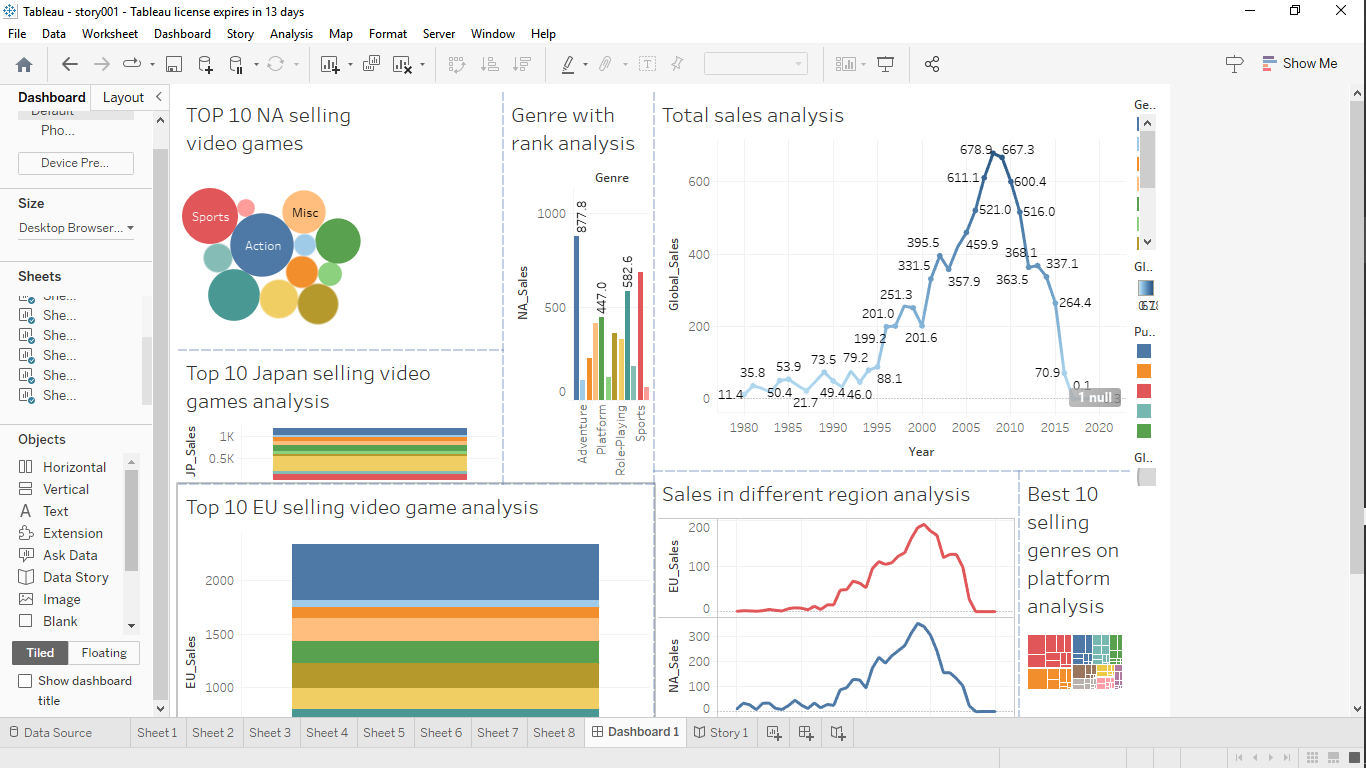 Tableau - story001 - Tableau license expires in 13 days
File Data Worksheet Dashboard Story Analysis Map Format Server Window Help
Show Me
Dashboard Layout
Default
Pho...
Device Pre...
Size
Desktop Browser...
Sheets
She...
She...
She...
She...
She...
She...
Objects
Horizontal
Vertical
Text
Extension
Ask Data
Data Story
Image
Blank
Tiled Floating
Show dashboard
title
TOP 10 NA selling
video games
Sports
Misc
Action
Genre with
rank analysis
Genre
NA_Sales
1000
500
0
877.8
447.0
582.6
Adventure
Platform
Role-Playing
Sports
Total sales analysis
Global_Sales
600
400
200
0
678.9 667.3
611.1 600.4
521.0 516.0
395.5 459.9 368.1
331.5 357.9 363.5 337.1
251.3 264.4
201.0
199.2 201.6
53.9 73.5 79.2
35.8 88.1 70.9
11.4 50.4 49.4 46.0 0.1
21.7
1 null
1980 1985 1990 1995 2000 2005 2010 2015 2020
Year
Ge..
Gl..
Pu..
Gl..
Top 10 Japan selling video
games analysis
JP_Sales
1K
0.5K
Top 10 EU selling video game analysis
EU_Sales
2000
1500
1000
Sales in different region analysis
EU_Sales
200
100
0
NA_Sales
300
200
100
0
Best 10
selling
genres on
platform
analysis
Data Source Sheet 1 Sheet 2 Sheet 3 Sheet 4 Sheet 5 Sheet 6 Sheet 7 Sheet 8 Dashboard 1 Story 1